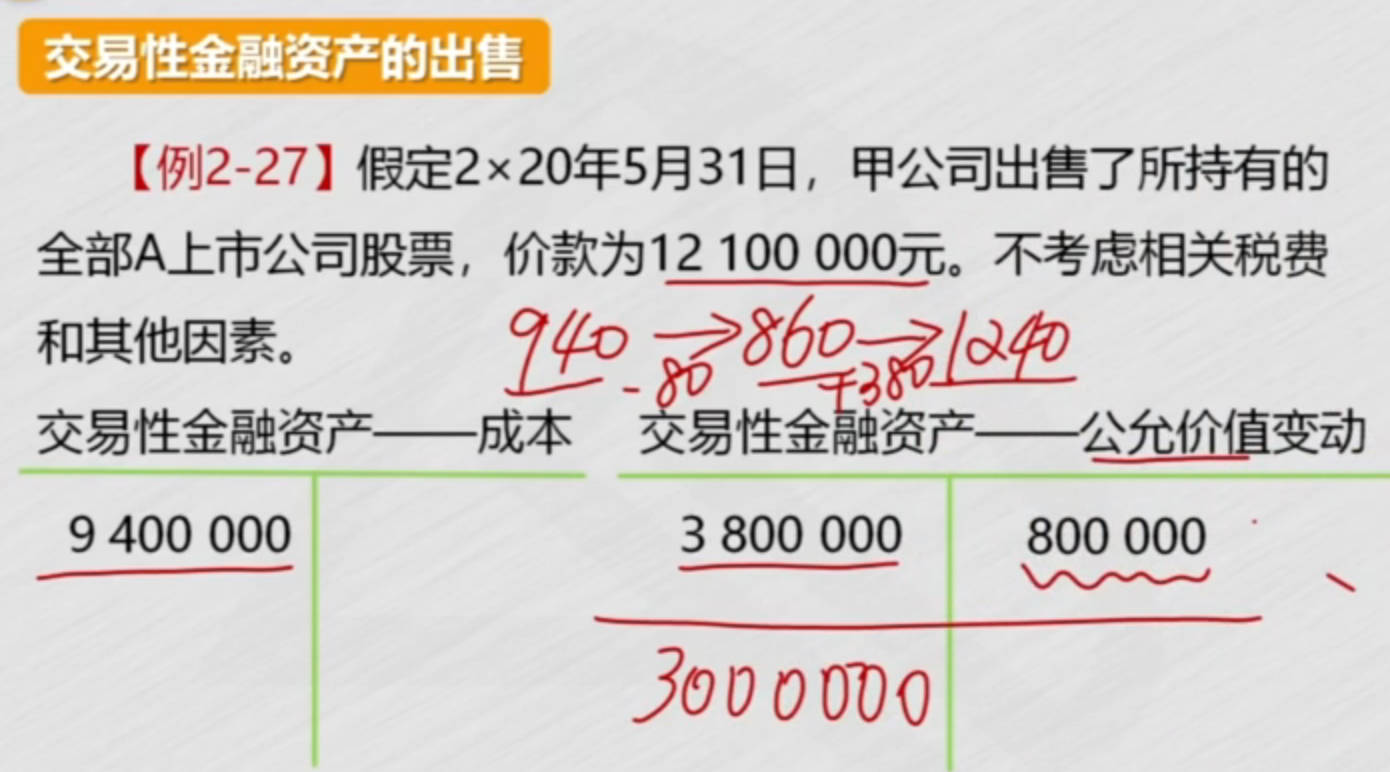 交易性金融资产的出售
【例2-27】假定2×20年5月31日，甲公司出售了所持有的
全部A上市公司股票，价款为12 100 000元。不考虑相关税费
和其他因素。
940→860→1240
-80 +380
交易性金融资产——成本 交易性金融资产——公允价值变动
9 400 000 3 800 000 800 000
3000000